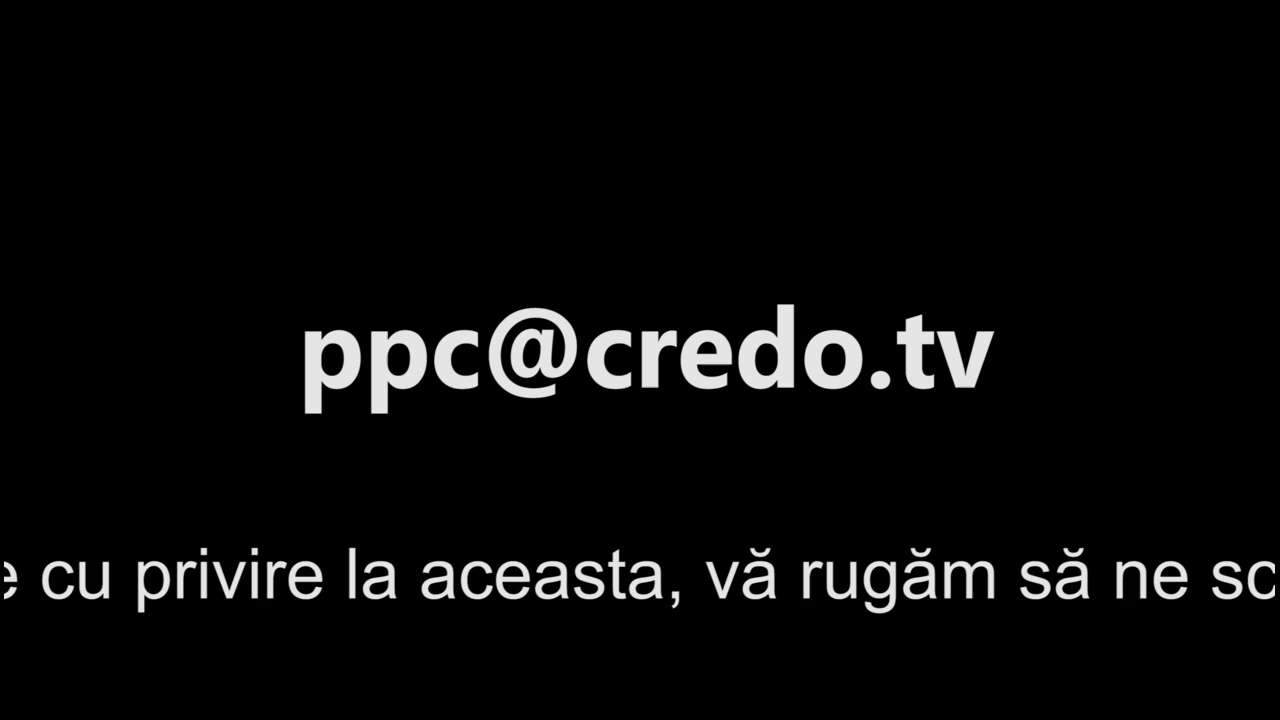 ppc@credo.tv
cu privire la aceasta, vă rugăm să ne